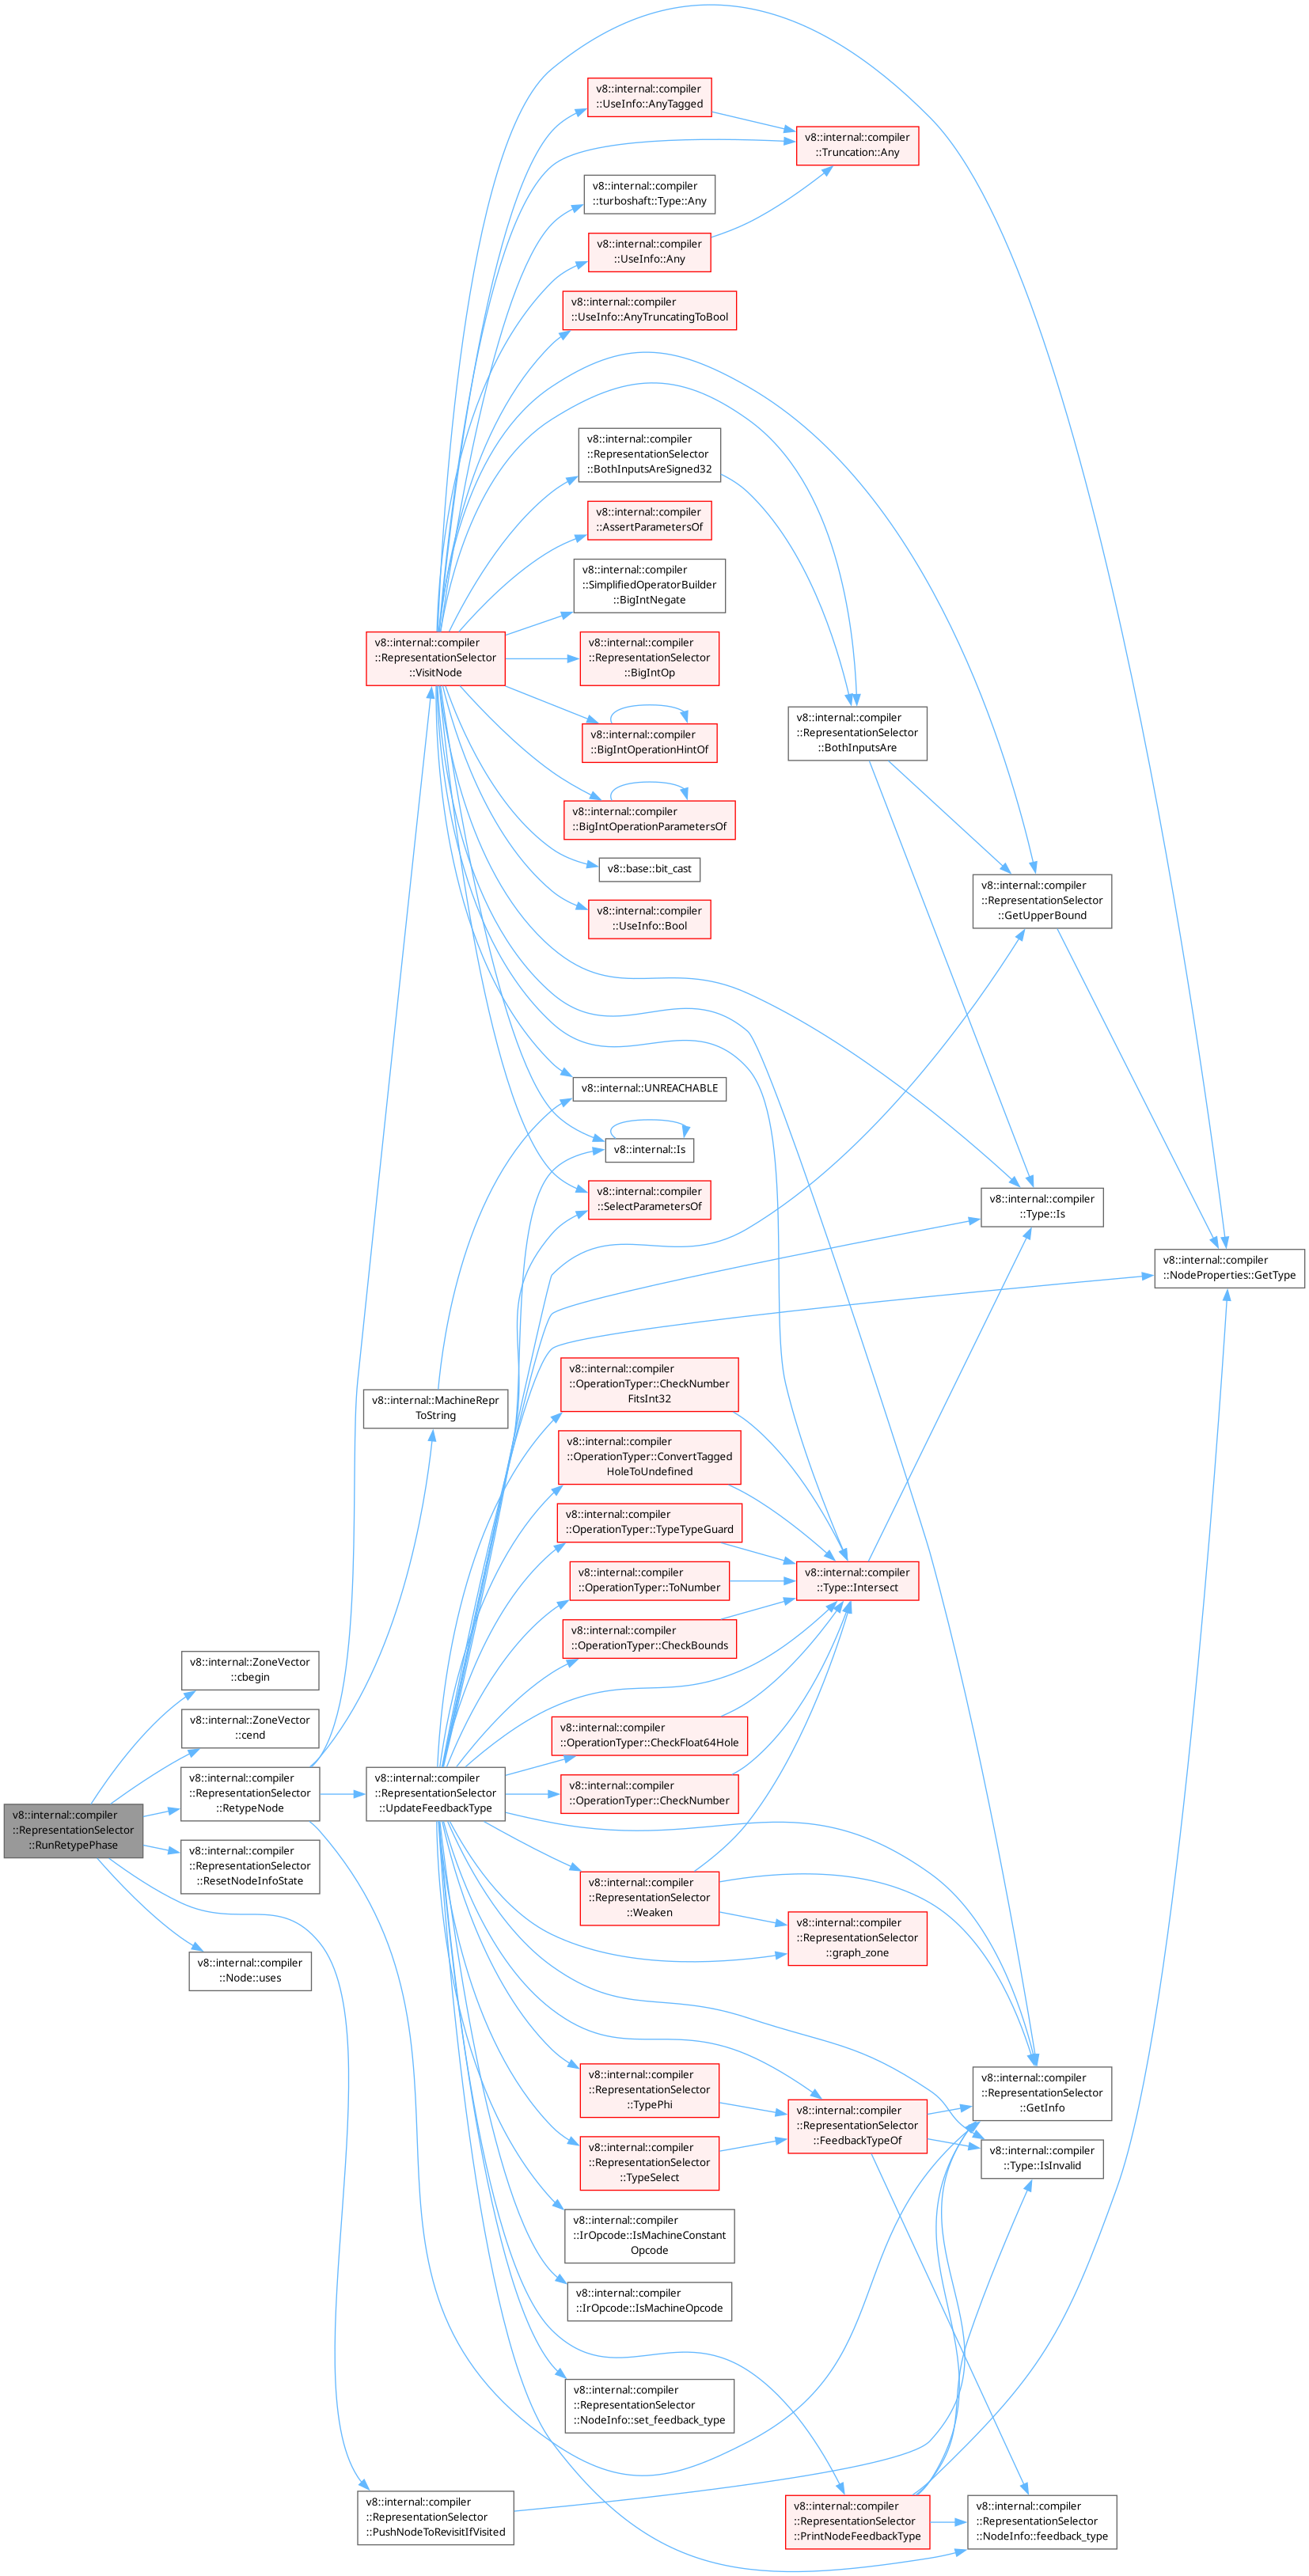 v8::internal::compiler
::UseInfo::AnyTagged
v8::internal::compiler
::Truncation::Any
v8::internal::compiler
::turboshaft::Type::Any
v8::internal::compiler
::UseInfo::Any
v8::internal::compiler
::UseInfo::AnyTruncatingToBool
v8::internal::compiler
::RepresentationSelector
::BothInputsAreSigned32
v8::internal::compiler
::AssertParametersOf
v8::internal::compiler
::SimplifiedOperatorBuilder
::BigIntNegate
v8::internal::compiler
::RepresentationSelector
::VisitNode
v8::internal::compiler
::RepresentationSelector
::BigIntOp
v8::internal::compiler
::BigIntOperationHintOf
v8::internal::compiler
::RepresentationSelector
::BothInputsAre
v8::internal::compiler
::BigIntOperationParametersOf
v8::base::bit_cast
v8::internal::compiler
::UseInfo::Bool
v8::internal::compiler
::RepresentationSelector
::GetUpperBound
v8::internal::UNREACHABLE
v8::internal::Is
v8::internal::compiler
::SelectParametersOf
v8::internal::compiler
::Type::Is
v8::internal::compiler
::NodeProperties::GetType
v8::internal::MachineRepr
ToString
v8::internal::compiler
::OperationTyper::CheckNumber
FitsInt32
v8::internal::compiler
::OperationTyper::ConvertTagged
HoleToUndefined
v8::internal::compiler
::OperationTyper::TypeTypeGuard
v8::internal::compiler
::OperationTyper::ToNumber
v8::internal::compiler
::Type::Intersect
v8::internal::compiler
::OperationTyper::CheckBounds
v8::internal::ZoneVector
::cbegin
v8::internal::ZoneVector
::cend
v8::internal::compiler
::OperationTyper::CheckFloat64Hole
v8::internal::compiler
::RepresentationSelector
::RunRetypePhase
v8::internal::compiler
::RepresentationSelector
::RetypeNode
v8::internal::compiler
::RepresentationSelector
::UpdateFeedbackType
v8::internal::compiler
::OperationTyper::CheckNumber
v8::internal::compiler
::RepresentationSelector
::ResetNodeInfoState
v8::internal::compiler
::RepresentationSelector
::Weaken
v8::internal::compiler
::RepresentationSelector
::graph_zone
v8::internal::compiler
::Node::uses
v8::internal::compiler
::RepresentationSelector
::TypePhi
v8::internal::compiler
::RepresentationSelector
::FeedbackTypeOf
v8::internal::compiler
::RepresentationSelector
::GetInfo
v8::internal::compiler
::RepresentationSelector
::TypeSelect
v8::internal::compiler
::Type::IsInvalid
v8::internal::compiler
::IrOpcode::IsMachineConstant
Opcode
v8::internal::compiler
::IrOpcode::IsMachineOpcode
v8::internal::compiler
::RepresentationSelector
::NodeInfo::set_feedback_type
v8::internal::compiler
::RepresentationSelector
::PushNodeToRevisitIfVisited
v8::internal::compiler
::RepresentationSelector
::PrintNodeFeedbackType
v8::internal::compiler
::RepresentationSelector
::NodeInfo::feedback_type